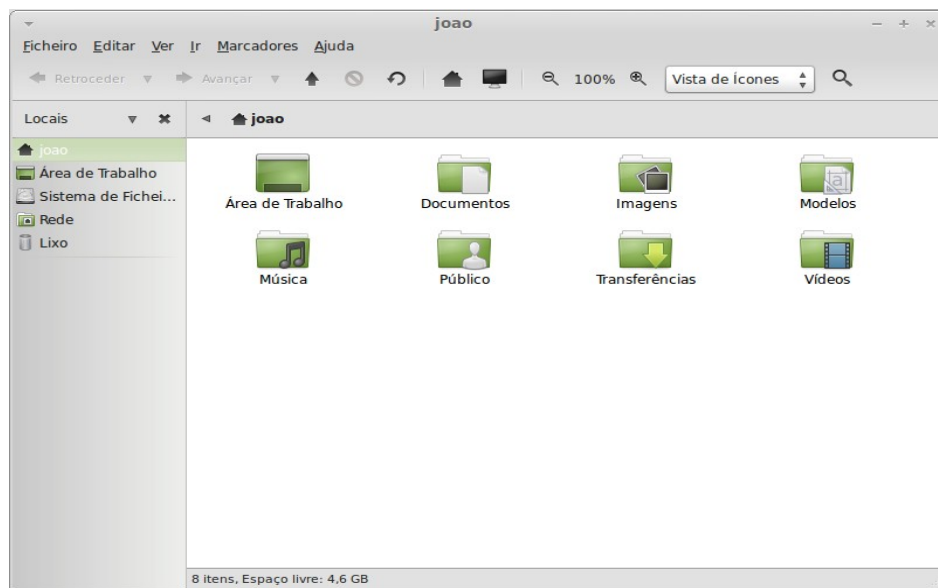 joao
Ficheiro Editar Ver Ir Marcadores Ajuda
Retroceder Avançar 100% Vista de Ícones
Locais joao
joao
Área de Trabalho
Sistema de Fichei...
Rede
Lixo
Área de Trabalho Documentos Imagens Modelos
Música Público Transferências Vídeos
8 itens, Espaço livre: 4,6 GB